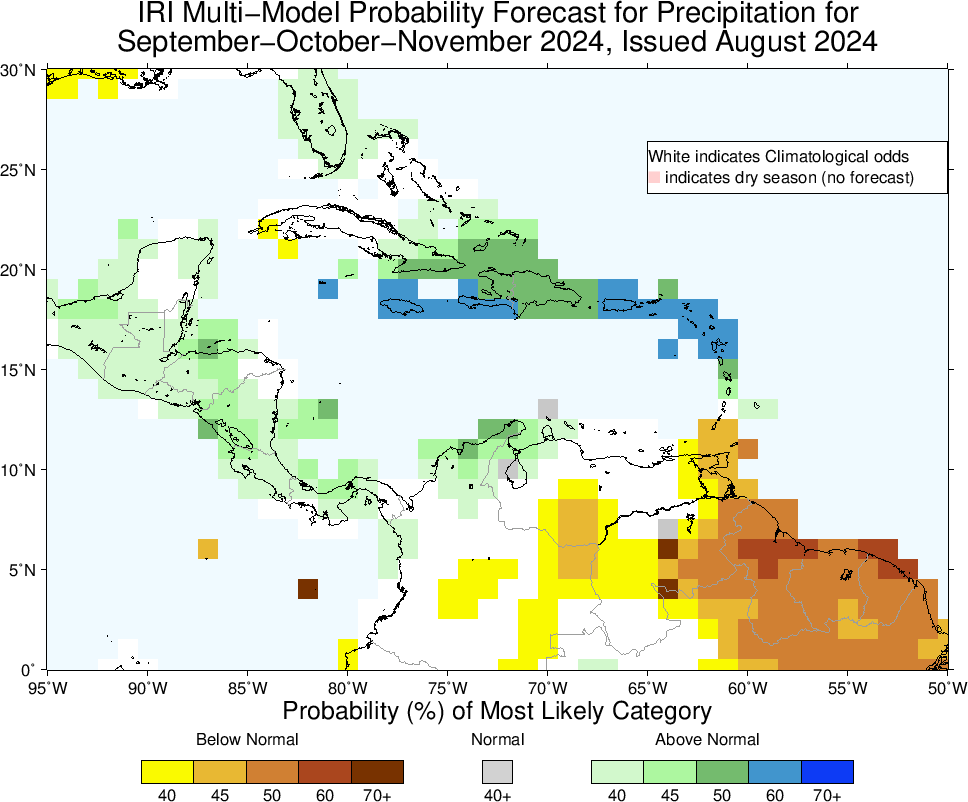 IRI Multi−Model Probability Forecast for Precipitation for
September−October−November 2024, Issued August 2024
30˚N
White indicates Climatological odds
indicates dry season (no forecast)
25˚N
20˚N
15˚N
10˚N
5˚N
0˚
95˚W 90˚W 85˚W 80˚W 75˚W 70˚W 65˚W 60˚W 55˚W 50˚W
Probability (%) of Most Likely Category
Below Normal Normal Above Normal
40 45 50 60 70+ 40+ 40 45 50 60 70+